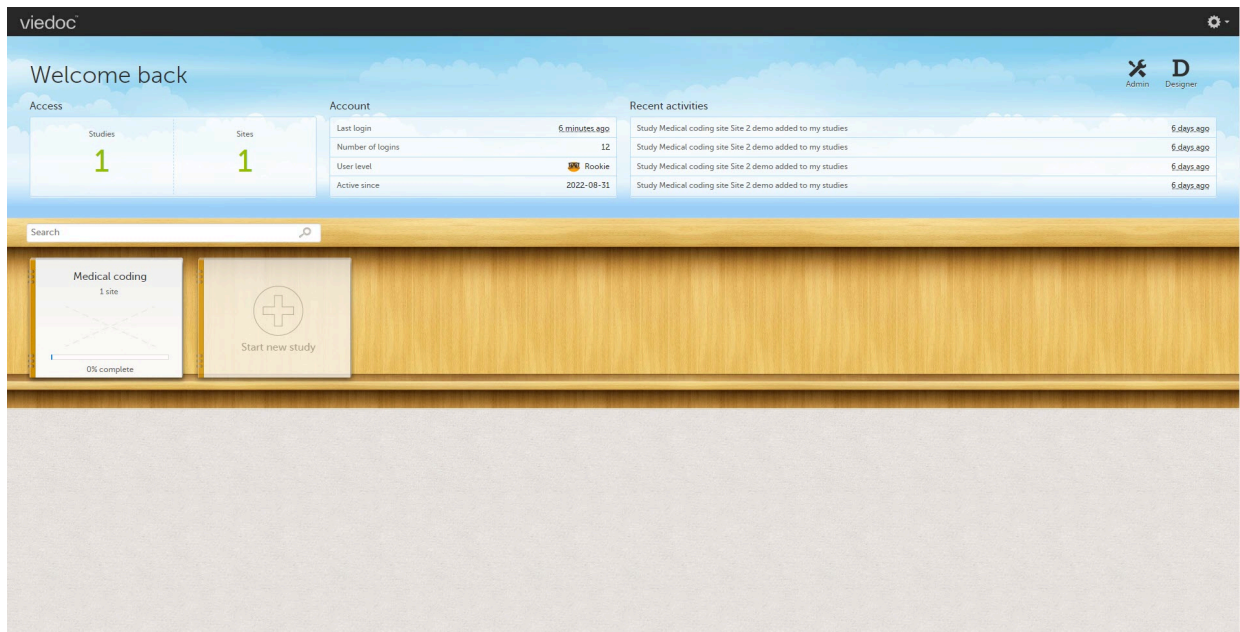 viedoc
Welcome back
Admin
Designer
Access
Studies
1
Sites
1
Account
Last login 6 minutes ago
Number of logins 12
User level Rookie
Active since 2022-08-31
Recent activities
Study Medical coding site Site 2 demo added to my studies 6 days ago
Study Medical coding site Site 2 demo added to my studies 6 days ago
Study Medical coding site Site 2 demo added to my studies 6 days ago
Study Medical coding site Site 2 demo added to my studies 6 days ago
Search
Medical coding
1 site
0% complete
Start new study